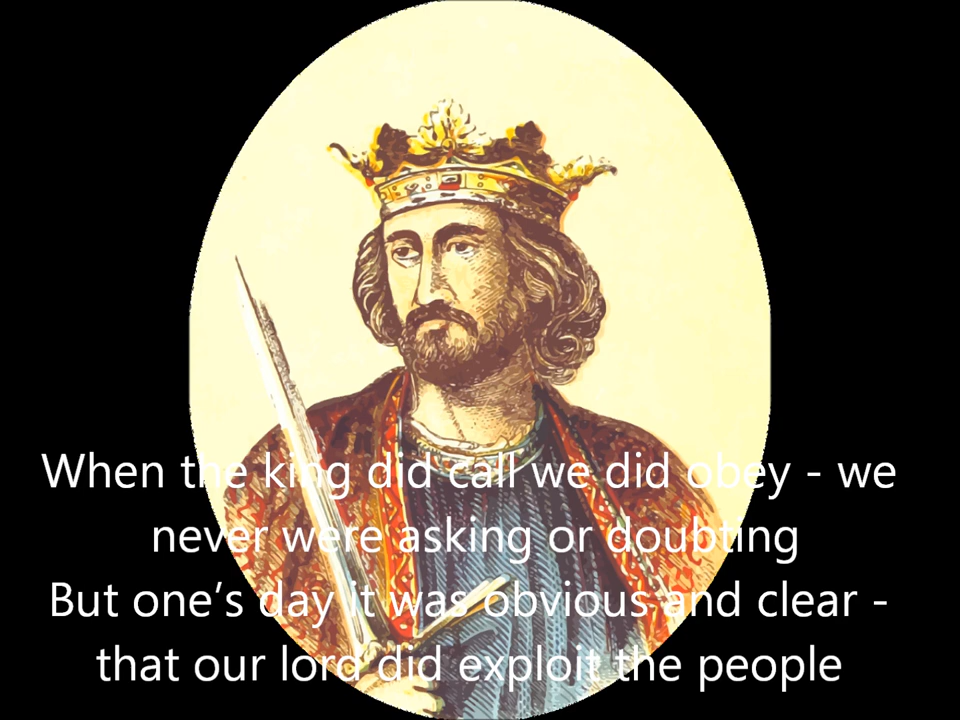 When the king did call we did obey - we
never were asking or doubting
But one’s day it was obvious and clear -
that our lord did exploit the people